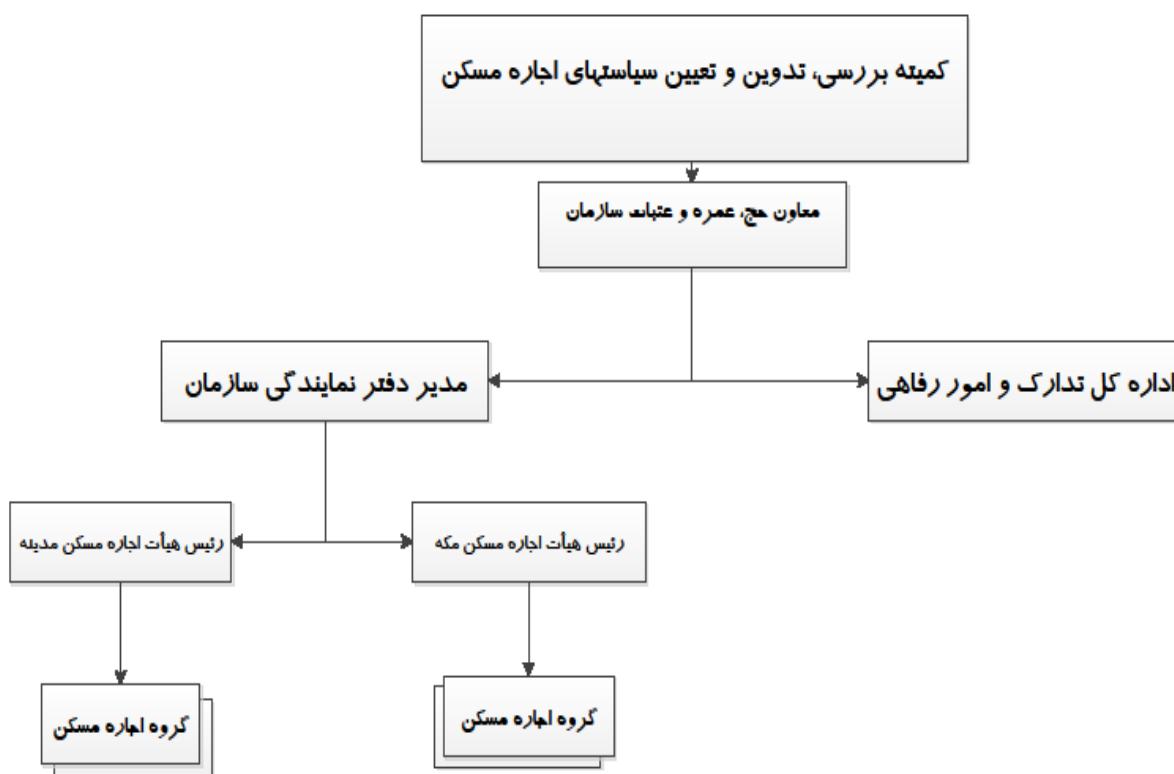 کمیته بررسی، تدوین و تعیین سیاستهای اجاره مسکن
معاون حج، عمره و عتبات سازمان
اداره کل تدارک و امور رفاهی
مدیر دفتر نمایندگی سازمان
رئیس هیأت اجاره مسکن مکه
رئیس هیأت اجاره مسکن مدینه
گروه اجاره مسکن
گروه اجاره مسکن